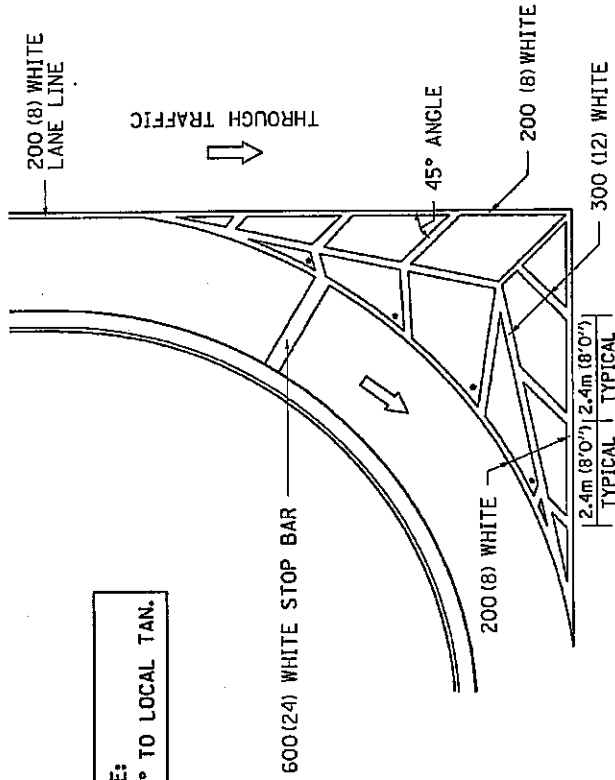 200 (8) WHITE
LANE LINE
THROUGH TRAFFIC
45° ANGLE
200 (8) WHITE
300 (12) WHITE
E:
° TO LOCAL TAN.
600 (24) WHITE STOP BAR
200 (8) WHITE
2.4m (8'0") 2.4m (8'0")
TYPICAL TYPICAL